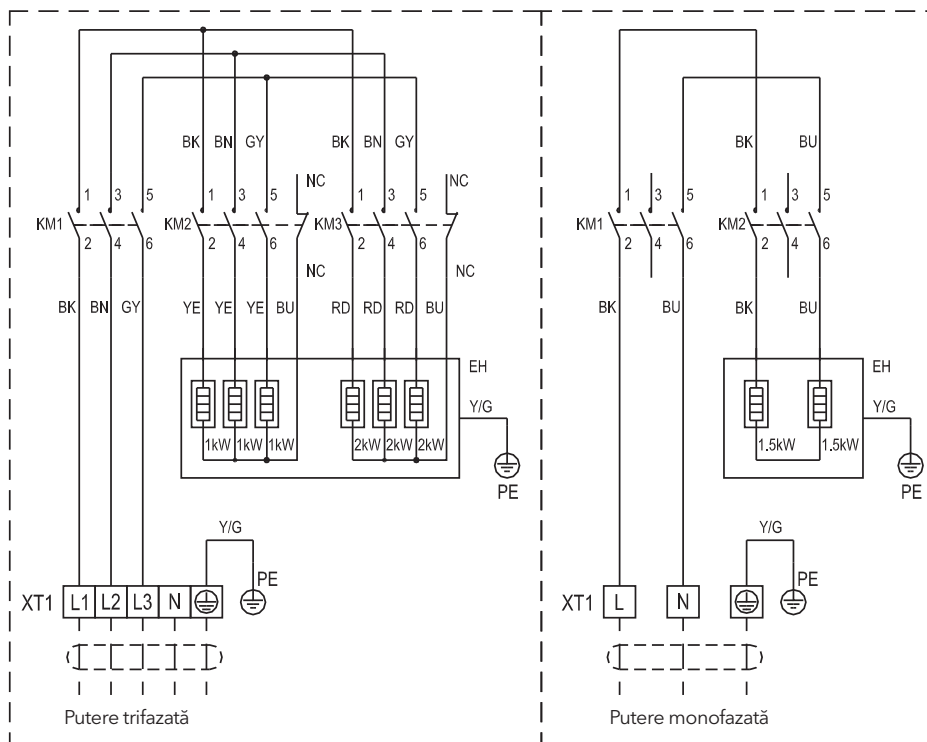 BK BN GY BK BN GY BK BU
NC NC
1 3 5 1 3 5 1 3 5 1 3 5 1 3 5
KM1 KM2 KM3 KM1 KM2
2 4 6 2 4 6 2 4 6 2 4 6 2 4 6
NC NC
BK BN GY YE YE YE BU RD RD RD BU BK BU BK BU
EH EH
Y/G Y/G
1kW 1kW 1kW 2kW 2kW 2kW 1.5kW 1.5kW
PE PE
Y/G Y/G
PE PE
XT1 L1 L2 L3 N XT1 L N
Putere trifazată Putere monofazată